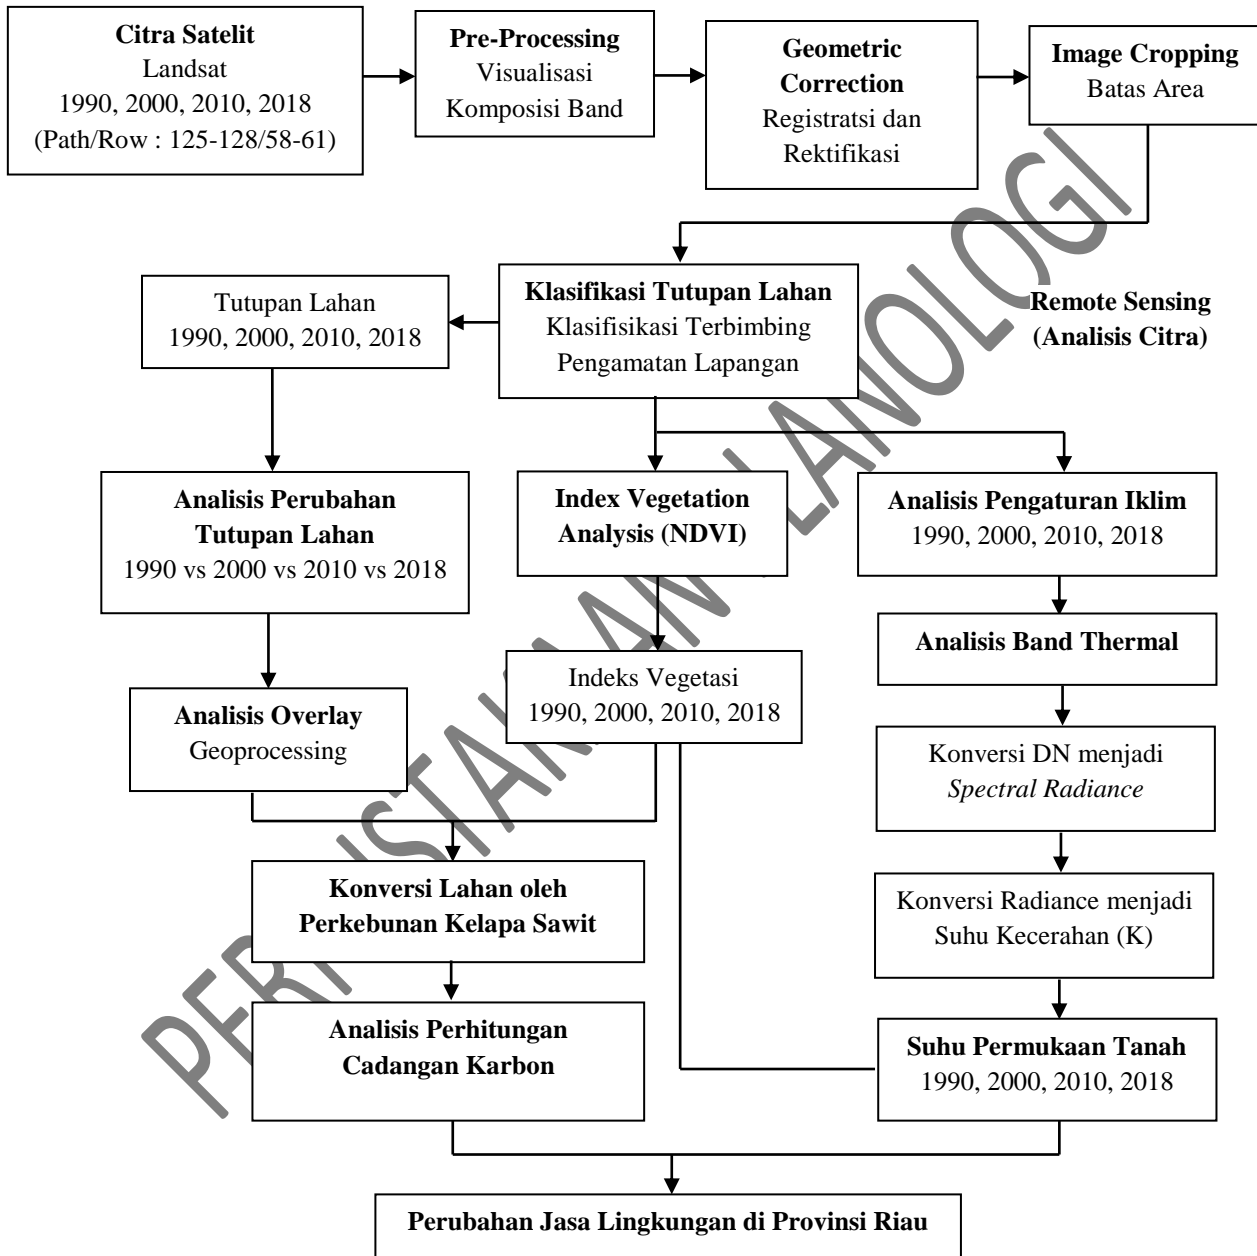 Citra Satelit
Landsat
1990, 2000, 2010, 2018
(Path/Row : 125-128/58-61)
Pre-Processing
Visualisasi
Komposisi Band
Geometric
Correction
Registratsi dan
Rektifikasi
Image Cropping
Batas Area
Tutupan Lahan
1990, 2000, 2010, 2018
Klasifikasi Tutupan Lahan
Klasifisikasi Terbimbing
Pengamatan Lapangan
Remote Sensing
(Analisis Citra)
Analisis Perubahan
Tutupan Lahan
1990 vs 2000 vs 2010 vs 2018
Index Vegetation
Analysis (NDVI)
Analisis Pengaturan Iklim
1990, 2000, 2010, 2018
Analisis Band Thermal
Analisis Overlay
Geoprocessing
Indeks Vegetasi
1990, 2000, 2010, 2018
Konversi DN menjadi
Spectral Radiance
Konversi Lahan oleh
Perkebunan Kelapa Sawit
Konversi Radiance menjadi
Suhu Kecerahan (K)
Analisis Perhitungan
Cadangan Karbon
Suhu Permukaan Tanah
1990, 2000, 2010, 2018
Perubahan Jasa Lingkungan di Provinsi Riau